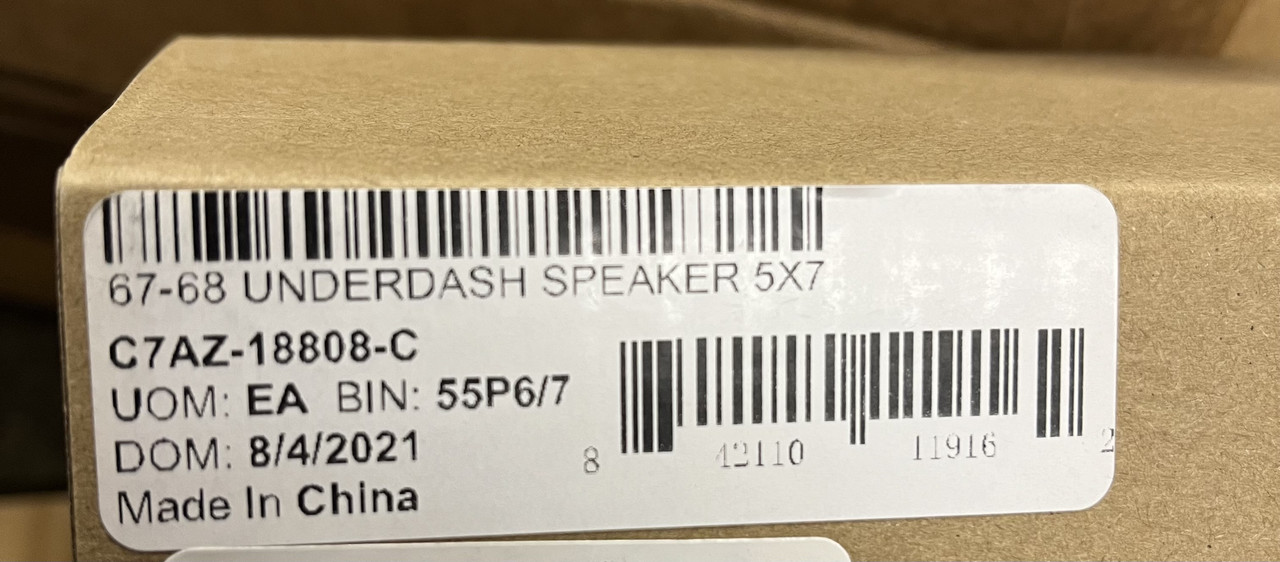 67-68 UNDERDASH SPEAKER 5X7
C7AZ-18808-C
UOM: EA BIN: 55P6/7
DOM: 8/4/2021
Made In China
8 42110 11916 2